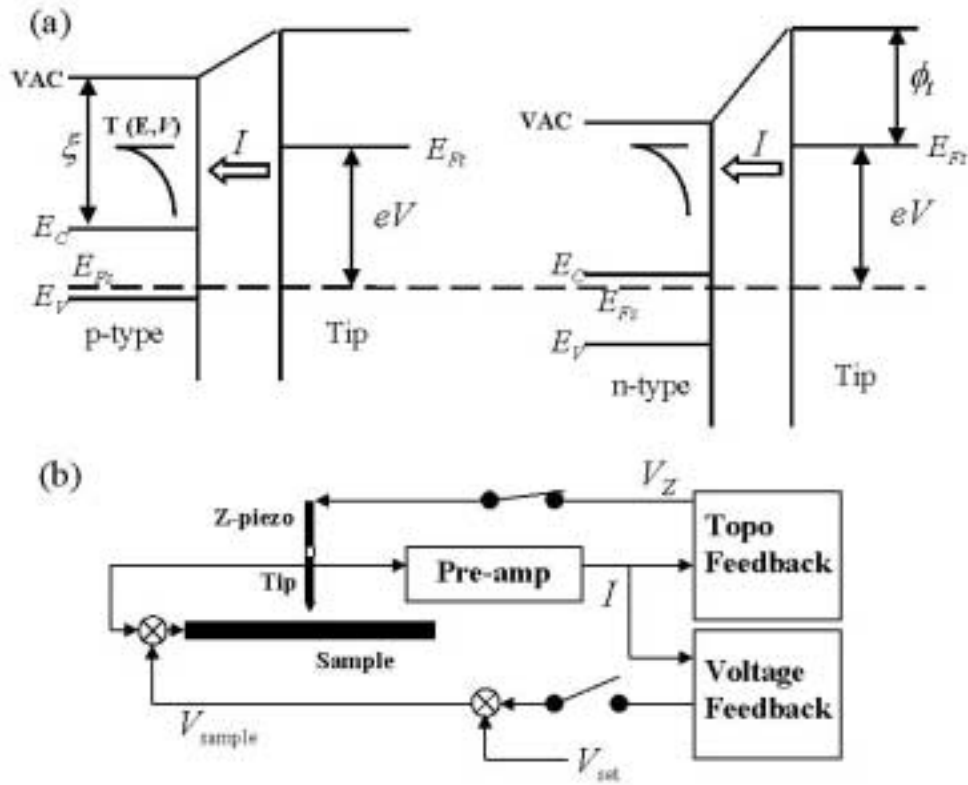 (a)
VAC
T (E,V)
ξ
I
E_Ft
eV
E_C
E_Fs
E_V
p-type
Tip
VAC
I
ϕ_t
E_Ft
eV
E_C
E_Fs
E_V
n-type
Tip
(b)
V_Z
Z-piezo
Tip
Pre-amp
I
Topo
Feedback
Sample
Voltage
Feedback
V_sample
V_set